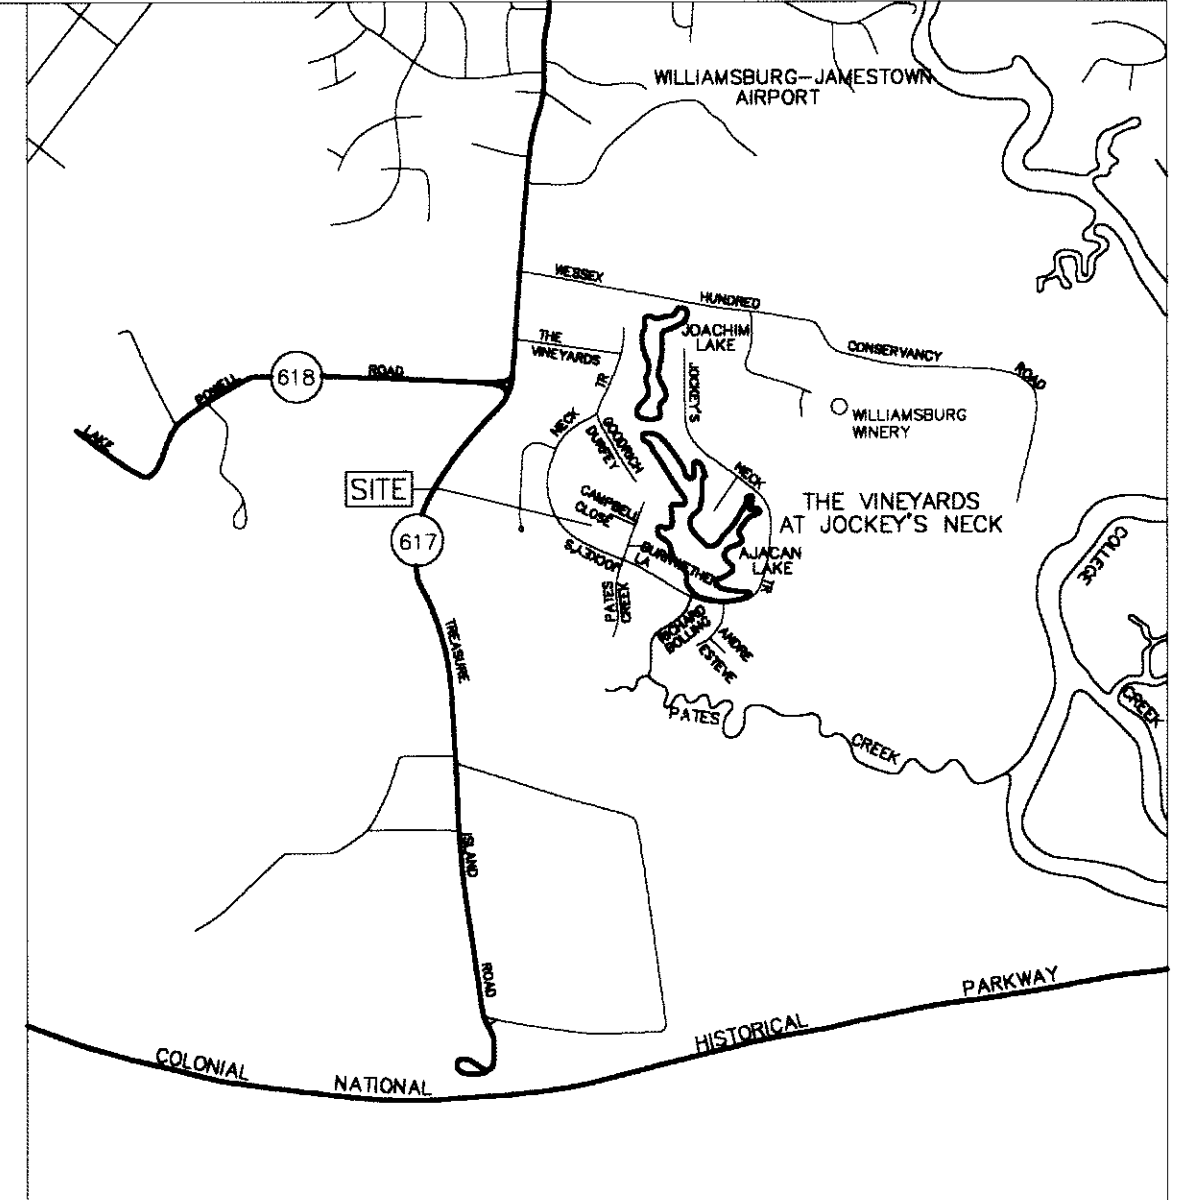 WILLIAMSBURG-JAMESTOWN
AIRPORT
WESSEX
HUNDRED
CONSERVANCY
ROAD
JOACHIM
LAKE
THE
VINEYARDS
TR
JOCKEY'S
618
ROAD
POWELL
LAKE
WILLIAMSBURG
WINERY
NECK
GOODRICH
DURFEY
NECK
SITE
CAMPBELL
CLOSE
THE VINEYARDS
AT JOCKEY'S NECK
617
JOCKEY'S
LA
AJACAN
LAKE
TR
COLLEGE
PATES
CREEK
RICHARD
BOLLING
ANDRE
ESTEVE
TREASURE
PATES
CREEK
CREEK
ISLAND
ROAD
PARKWAY
HISTORICAL
COLONIAL
NATIONAL